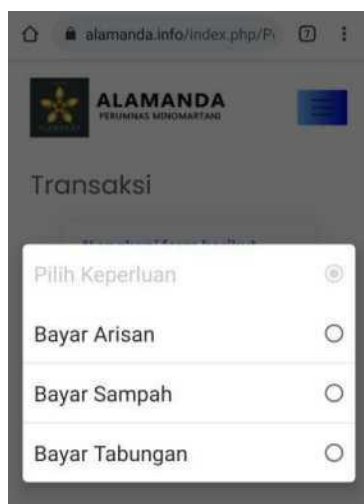 alamanda.info/index.php/P
7
ALAMANDA
PERUMNAS MINOMARTANI
Transaksi
Pilih Keperluan
Bayar Arisan
Bayar Sampah
Bayar Tabungan